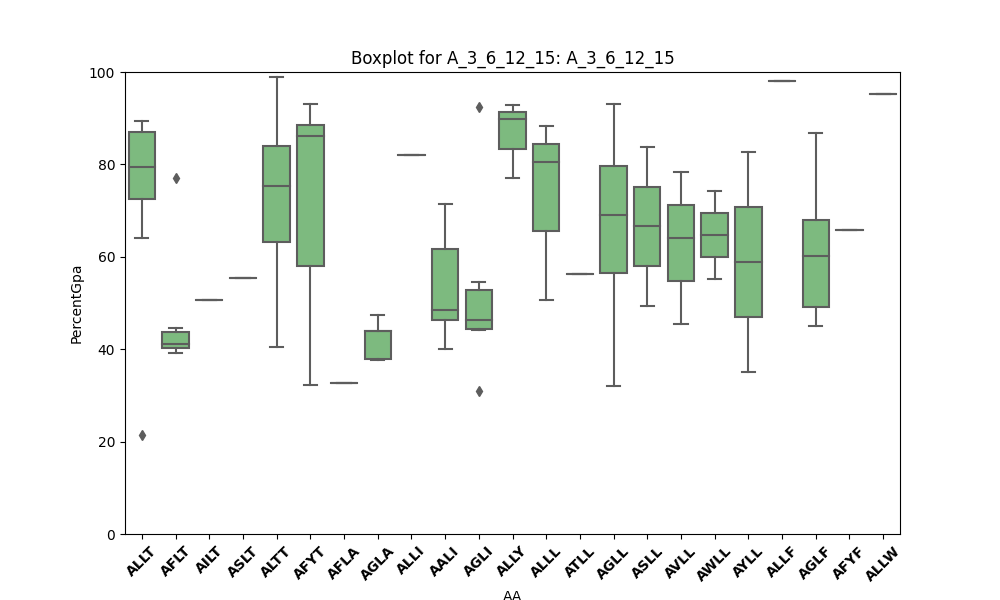 Boxplot for A_3_6_12_15: A_3_6_12_15
100
80
60
40
20
0
PercentGpa
ALLT AFLT AILT ASLT ALTT AFYT AFLA AGLA ALLI AALI AGLI ALLY ALLL ATLL AGLL ASLL AVLL AWLL AYLL ALLF AGLF AFYF ALLW
AA